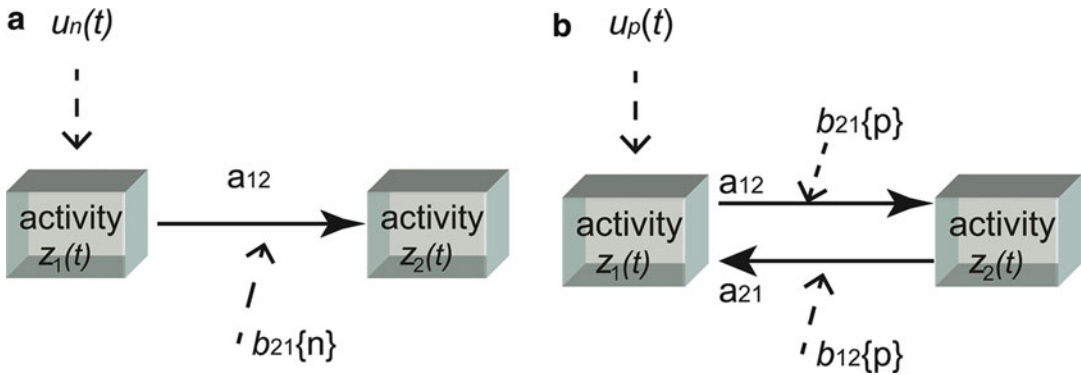 a
uₙ(t)
a₁₂
activity
z₁(t)
activity
z₂(t)
b₂₁{n}
b
uₚ(t)
b₂₁{p}
a₁₂
activity
z₁(t)
activity
z₂(t)
a₂₁
b₁₂{p}